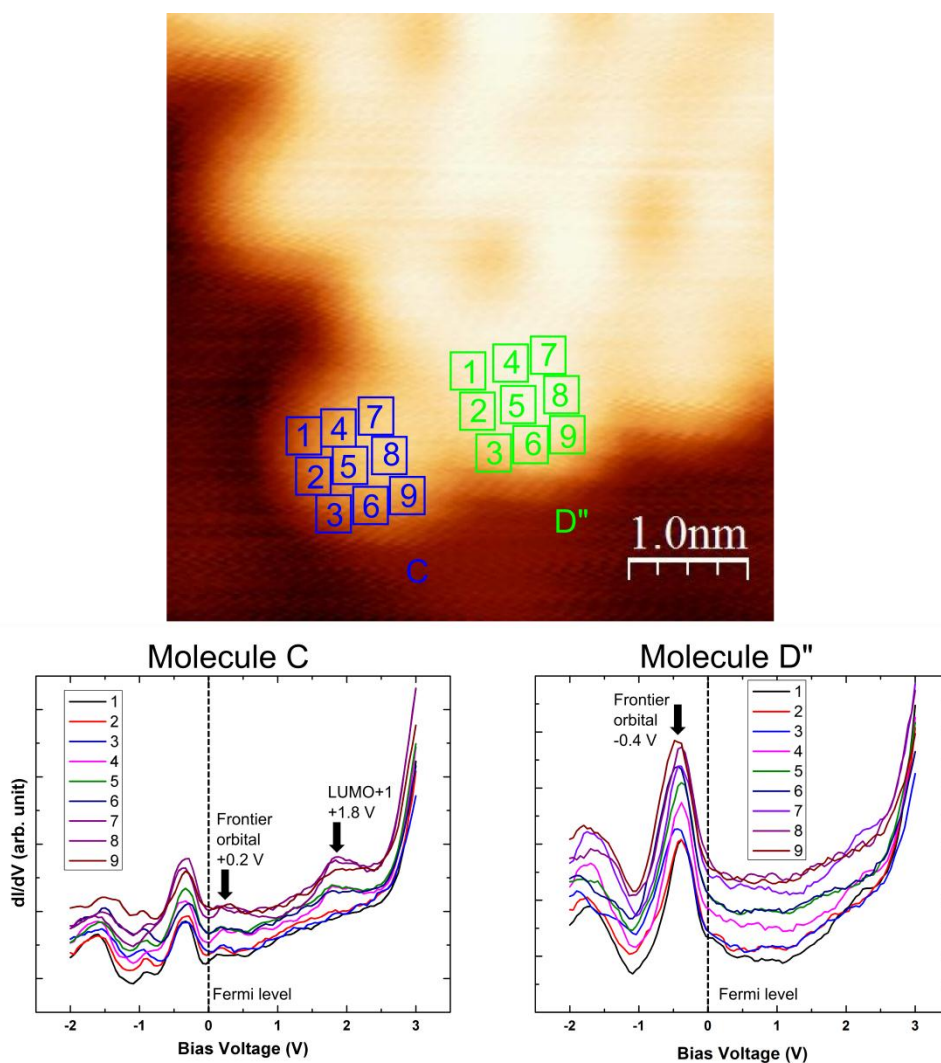 7
4
1
8
5
2
9
6
3
7
4
1
8
5
2
9
6
3
D"
C
1.0nm
Molecule C
1
2
3
4
5
6
7
8
9
Frontier
orbital
+0.2 V
LUMO+1
+1.8 V
Fermi level
dI/dV (arb. unit)
-2 -1 0 1 2 3
Bias Voltage (V)
Molecule D"
Frontier
orbital
-0.4 V
1
2
3
4
5
6
7
8
9
Fermi level
-2 -1 0 1 2 3
Bias Voltage (V)